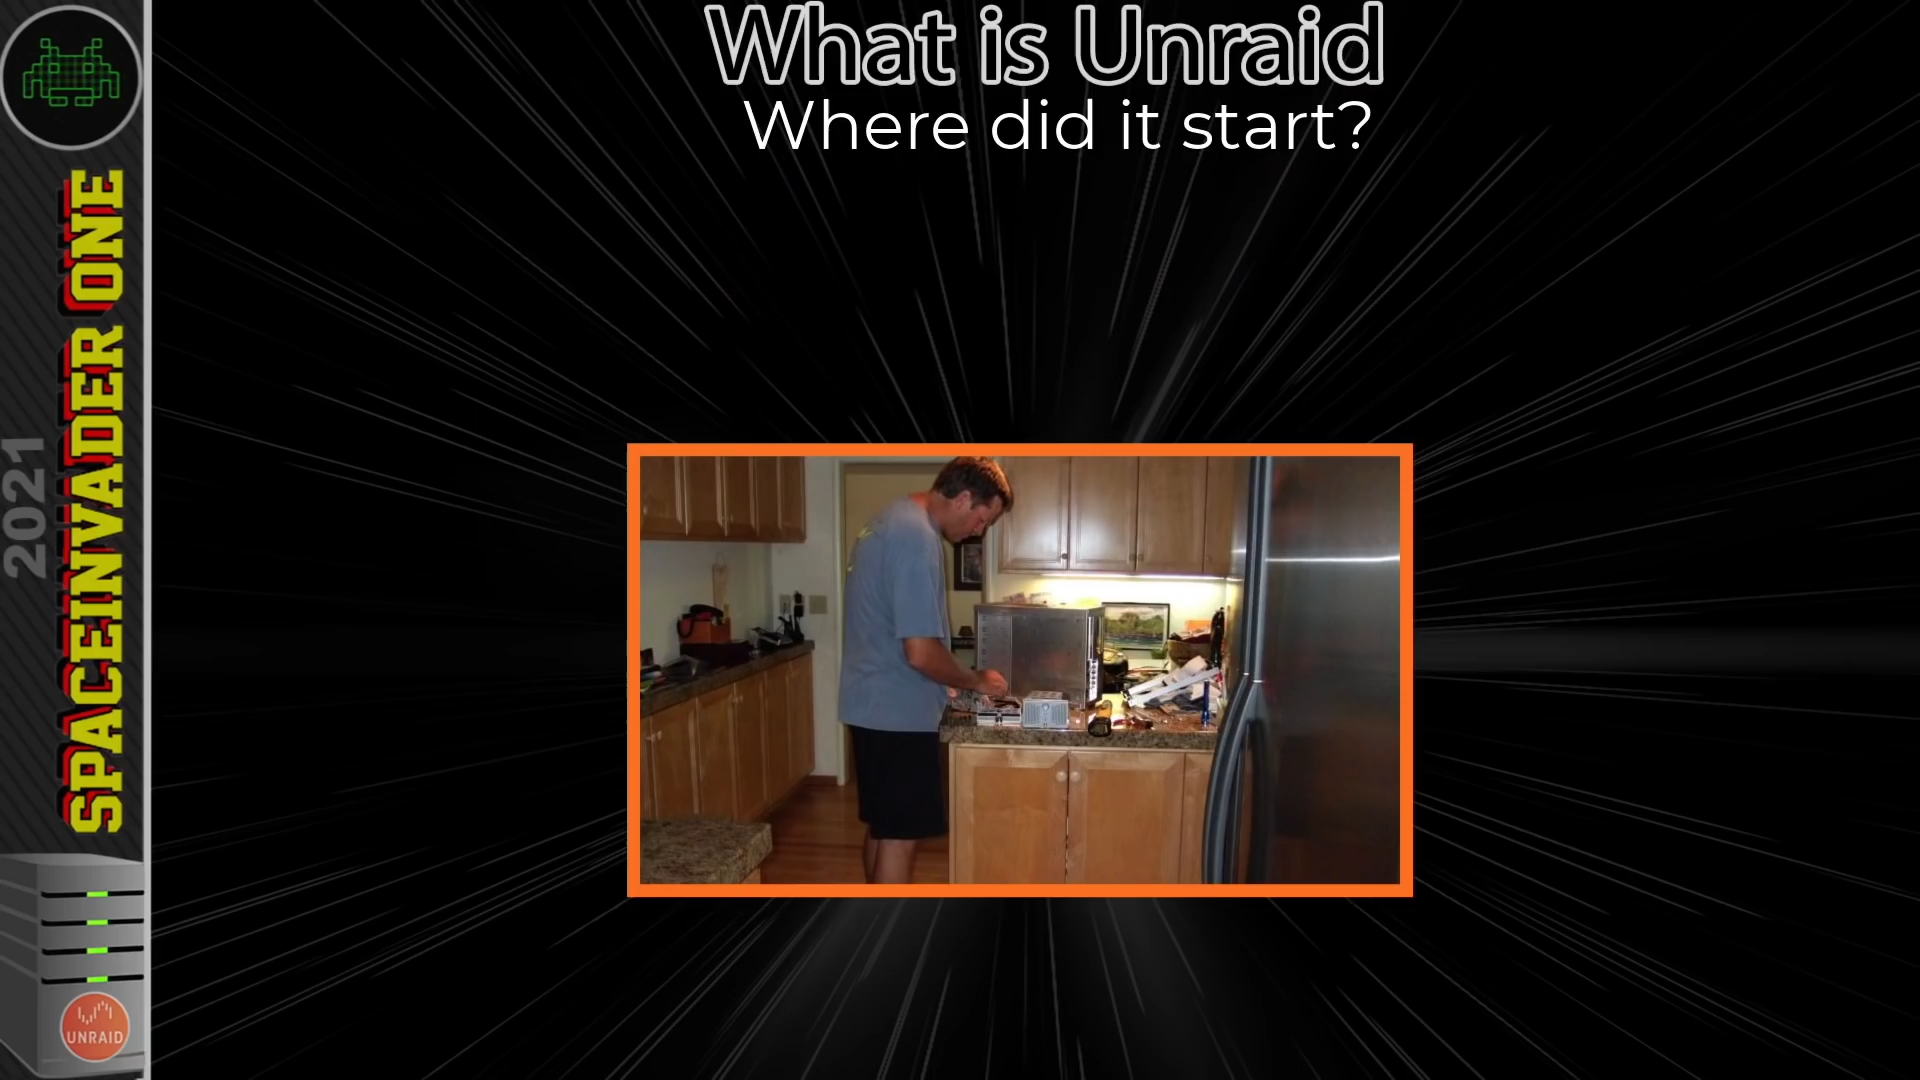 What is Unraid
Where did it start?
2021
SPACEINVADER ONE
UNRAID